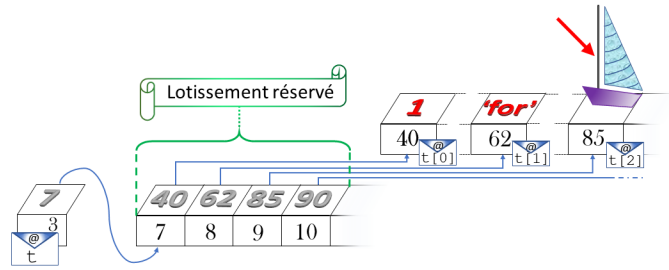 Lotissement réservé
1 'for'
40 62 85
@ @ @
t[0] t[1] t[2]
7 40 62 85 90
3 7 8 9 10
@
t